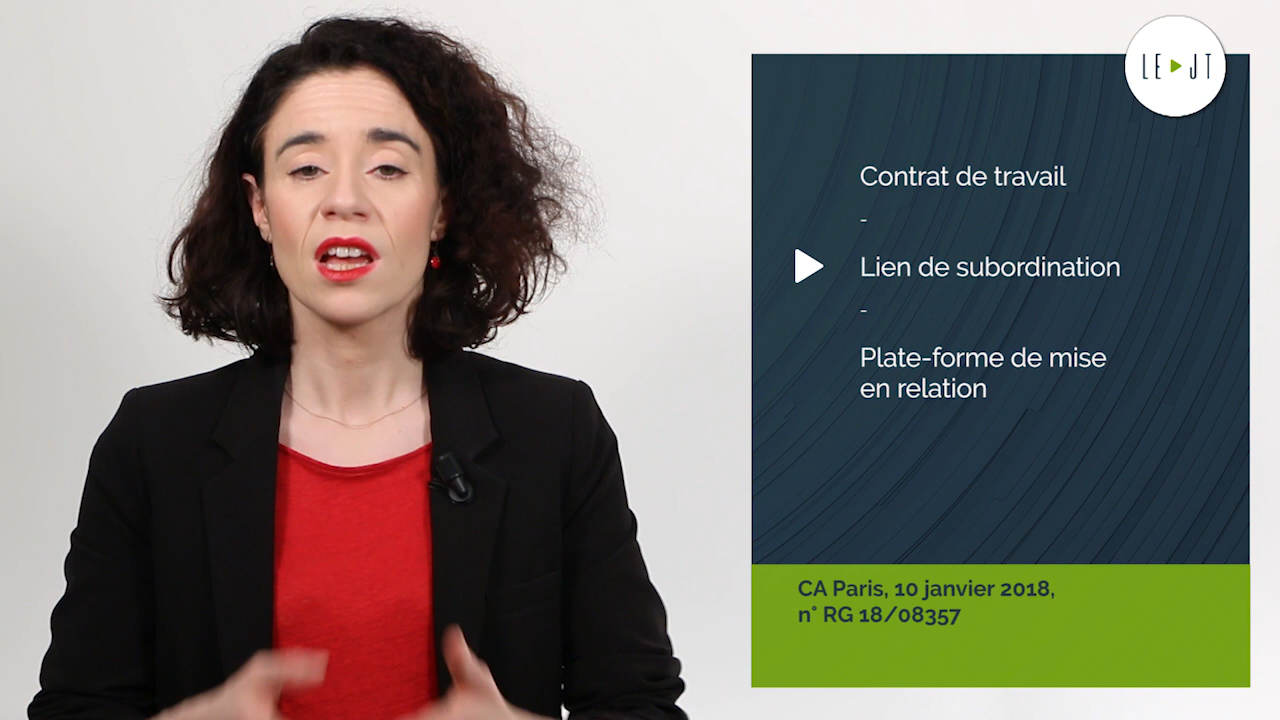 LE JT
Contrat de travail
-
Lien de subordination
-
Plate-forme de mise
en relation
CA Paris, 10 janvier 2018,
n° RG 18/08357